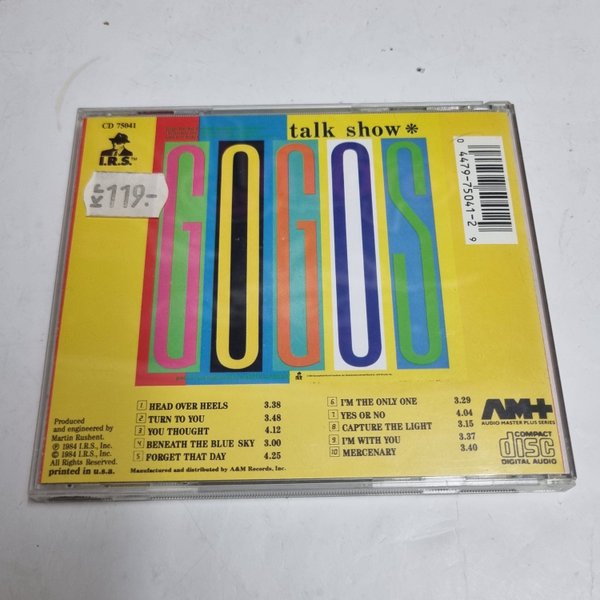 CD 75041
I.R.S.™
KR 119.-
talk show*
GOGOS
0 4479-75041-2 9
1 HEAD OVER HEELS 3.38
2 TURN TO YOU 3.48
3 YOU THOUGHT 4.12
4 BENEATH THE BLUE SKY 3.00
5 FORGET THAT DAY 4.25
6 I'M THE ONLY ONE 3.29
7 YES OR NO 4.04
8 CAPTURE THE LIGHT 3.15
9 I'M WITH YOU 3.37
10 MERCENARY 3.40
Produced
and engineered by
Martin Rushent.
℗ 1984 I.R.S., Inc.
© 1984 I.R.S., Inc.
All Rights Reserved.
printed in u.s.a.
Manufactured and distributed by A&M Records, Inc.
AM+
AUDIO MASTER PLUS SERIES
COMPACT
disc
DIGITAL AUDIO